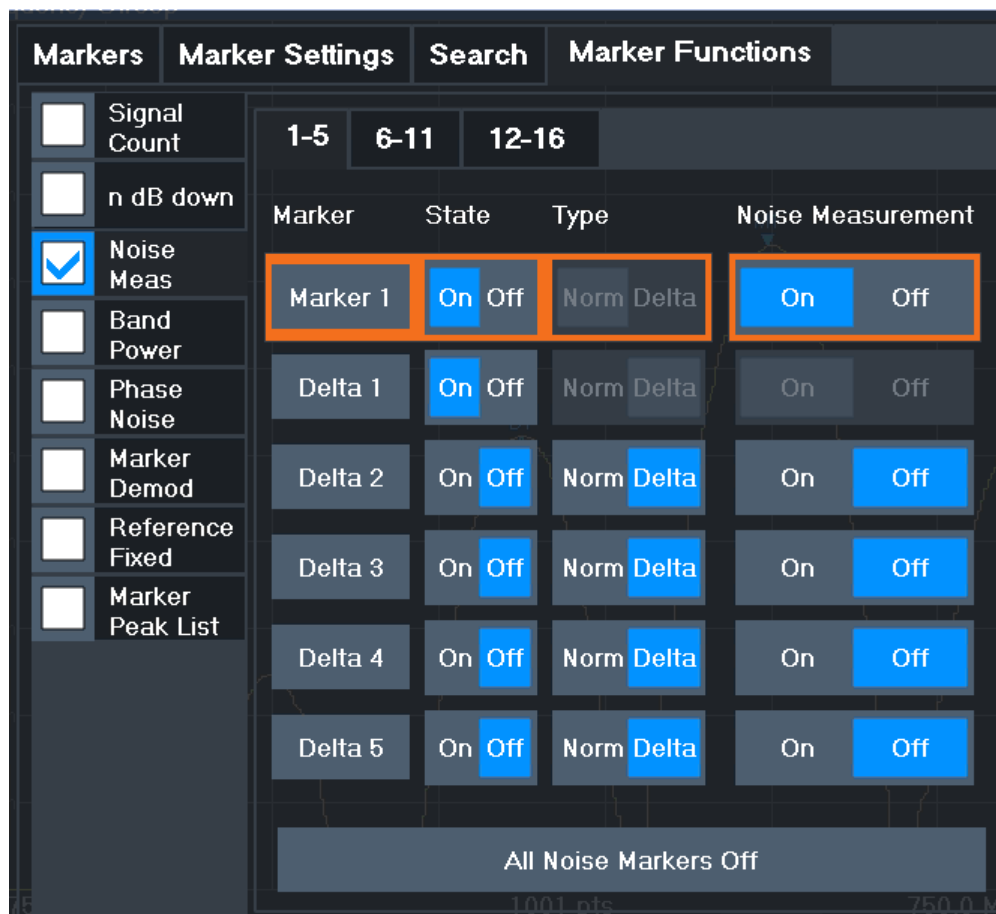 Markers Marker Settings Search Marker Functions
Signal
Count
n dB down
Noise
Meas
Band
Power
Phase
Noise
Marker
Demod
Reference
Fixed
Marker
Peak List
1-5 6-11 12-16
Marker State Type Noise Measurement
Marker 1 On Off Norm Delta On Off
Delta 1 On Off Norm Delta On Off
Delta 2 On Off Norm Delta On Off
Delta 3 On Off Norm Delta On Off
Delta 4 On Off Norm Delta On Off
Delta 5 On Off Norm Delta On Off
All Noise Markers Off
1001 pts 750.0 M